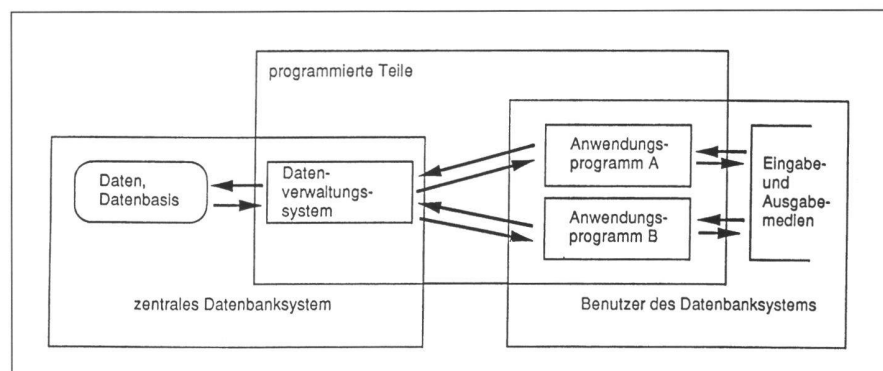 programmierte Teile
Daten,
Datenbasis
Daten-
verwaltungs-
system
Anwendungs-
programm A
Anwendungs-
programm B
Eingabe-
und
Ausgabe-
medien
zentrales Datenbanksystem
Benutzer des Datenbanksystems